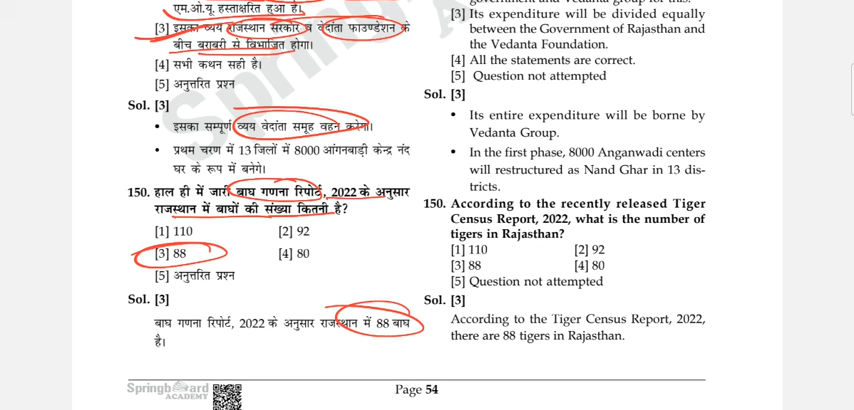 एम.ओ.यू. हस्ताक्षरित हुआ है।
[3] इसका व्यय राजस्थान सरकार व वेदांता फाउण्डेशन के
बीच बराबरी से विभाजित होगा।
[4] सभी कथन सही है।
[5] अनुत्तरित प्रश्न
Sol. [3]
• इसका सम्पूर्ण व्यय वेदांता समूह वहन करेगा।
• प्रथम चरण में 13 जिलों में 8000 आंगनबाड़ी केन्द्र नंद
घर के रूप में बनेगे।
150. हाल ही में जारी बाघ गणना रिपोर्ट, 2022 के अनुसार
राजस्थान में बाघों की संख्या कितनी है?
[1] 110 [2] 92
[3] 88 [4] 80
[5] अनुत्तरित प्रश्न
Sol. [3]
बाघ गणना रिपोर्ट, 2022 के अनुसार राजस्थान में 88 बाघ
है।
[3] Its expenditure will be divided equally
between the Government of Rajasthan and
the Vedanta Foundation.
[4] All the statements are correct.
[5] Question not attempted
Sol. [3]
• Its entire expenditure will be borne by
Vedanta Group.
• In the first phase, 8000 Anganwadi centers
will restructured as Nand Ghar in 13 dis-
tricts.
150. According to the recently released Tiger
Census Report, 2022, what is the number of
tigers in Rajasthan?
[1] 110 [2] 92
[3] 88 [4] 80
[5] Question not attempted
Sol. [3]
According to the Tiger Census Report, 2022,
there are 88 tigers in Rajasthan.
Springboard
ACADEMY
Page 54